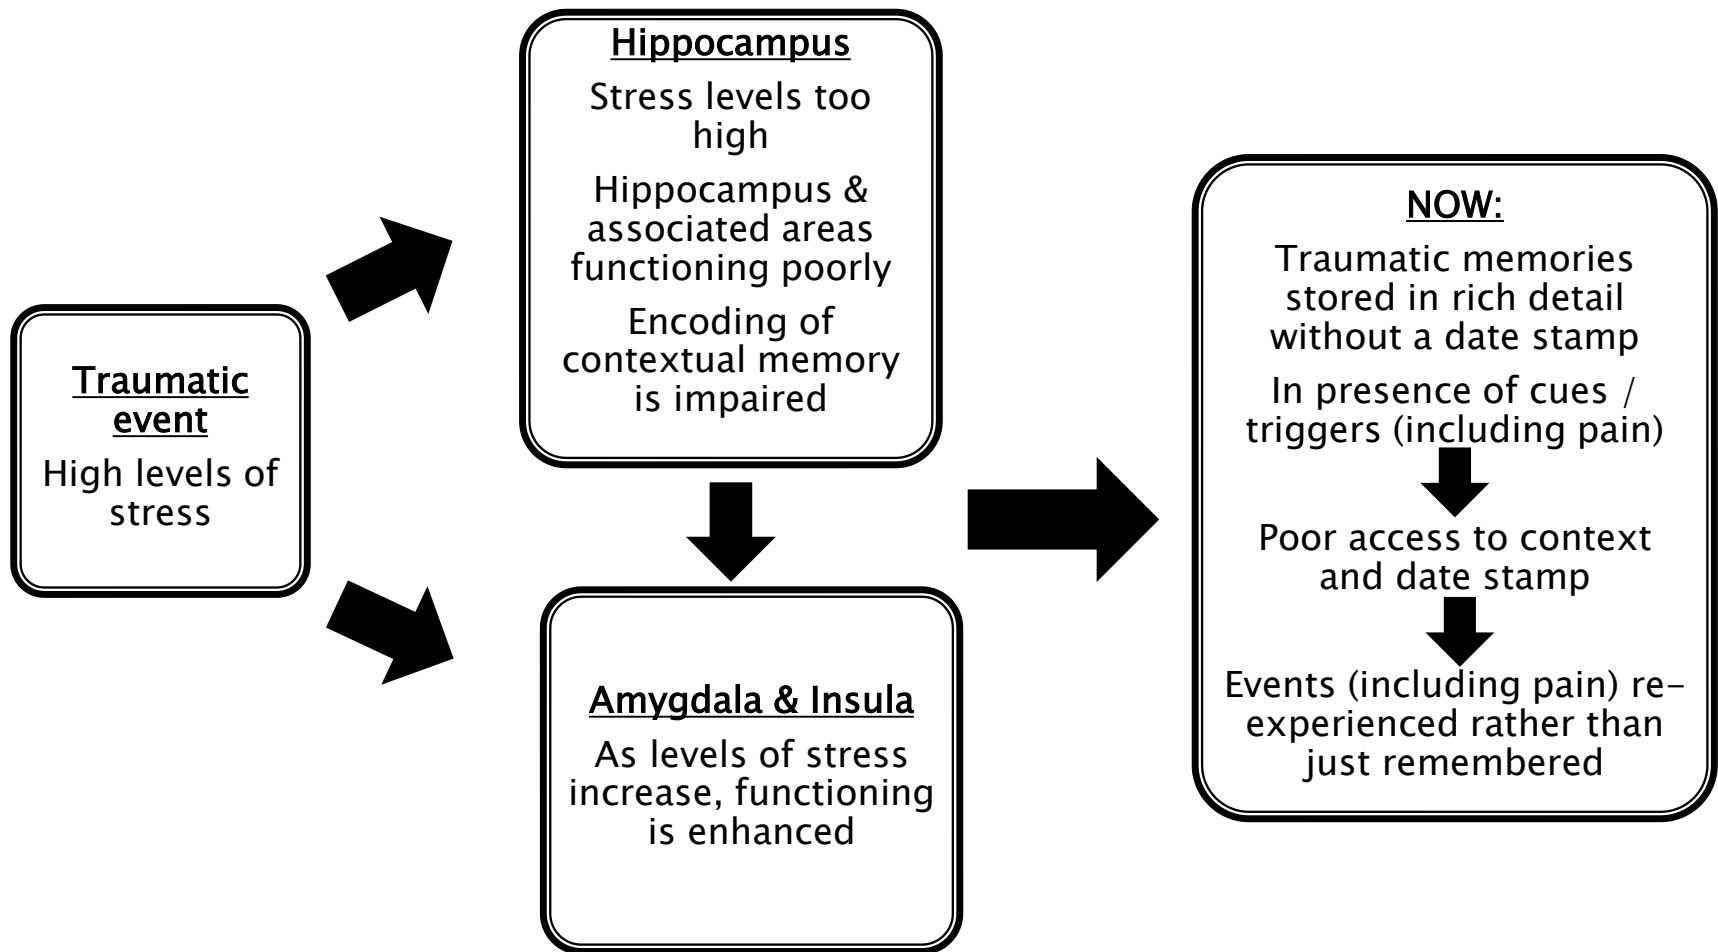 Traumatic
event
High levels of
stress
Hippocampus
Stress levels too
high
Hippocampus &
associated areas
functioning poorly
Encoding of
contextual memory
is impaired
Amygdala & Insula
As levels of stress
increase, functioning
is enhanced
NOW:
Traumatic memories
stored in rich detail
without a date stamp
In presence of cues /
triggers (including pain)
Poor access to context
and date stamp
Events (including pain) re-
experienced rather than
just remembered